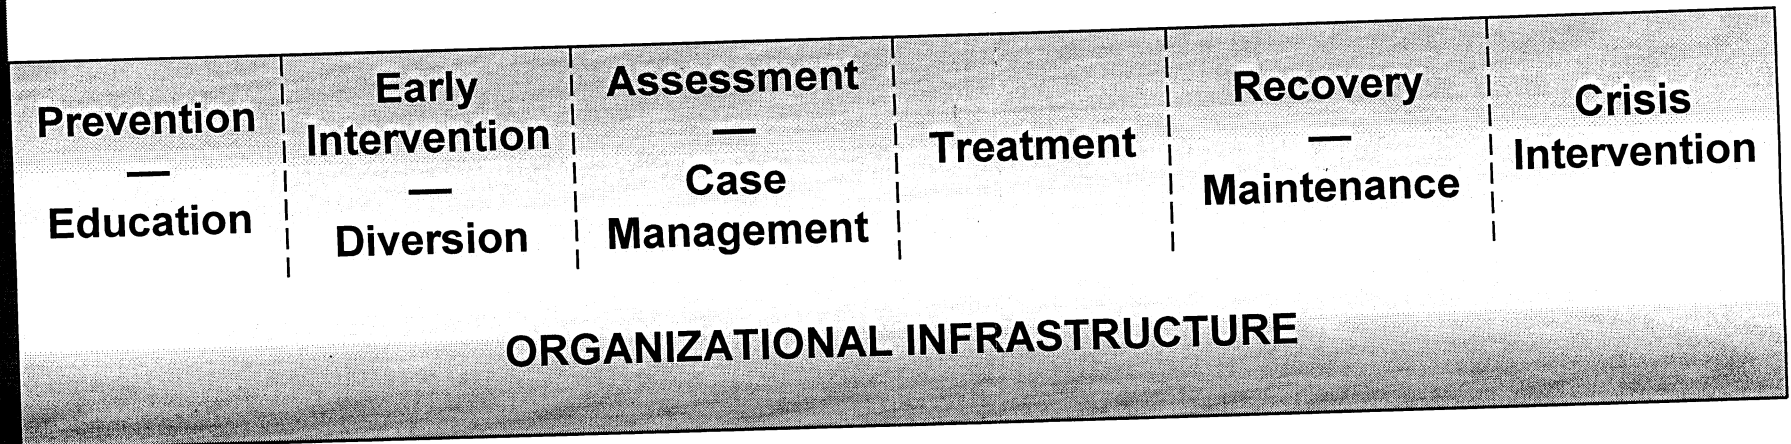 Prevention
—
Education
Early
Intervention
—
Diversion
Assessment
—
Case
Management
Treatment
Recovery
—
Maintenance
Crisis
Intervention
ORGANIZATIONAL INFRASTRUCTURE